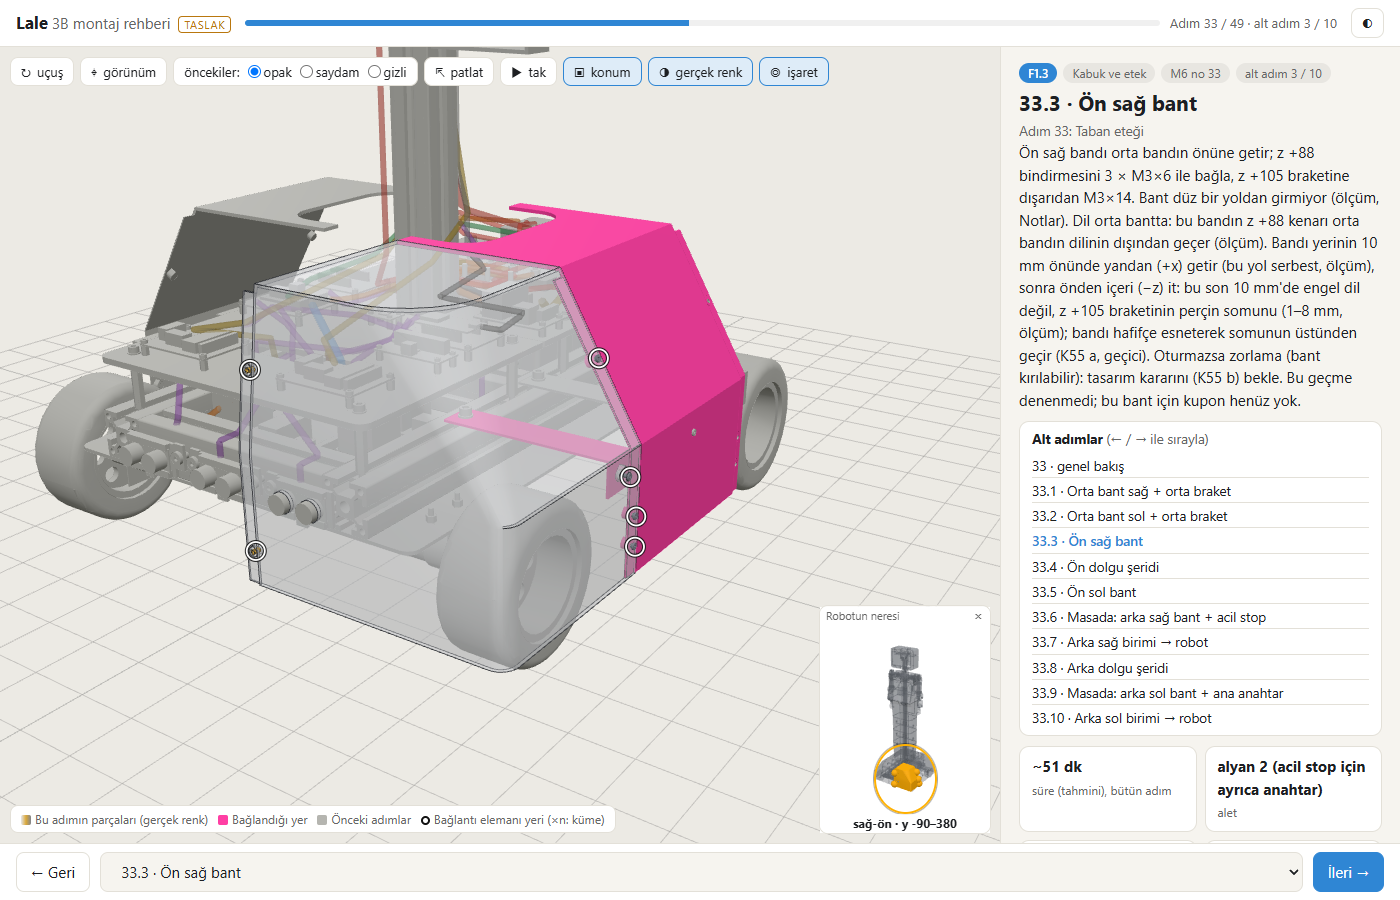 Lale 3B montaj rehberi TASLAK
Adım 33 / 49 · alt adım 3 / 10
↻ uçuş
⌖ görünüm
öncekiler: opak saydam gizli
⇱ patlat
▶ tak
▣ konum
◑ gerçek renk
◎ işaret
F1.3 Kabuk ve etek M6 no 33 alt adım 3 / 10
33.3 · Ön sağ bant
Adım 33: Taban eteği
Ön sağ bandı orta bandın önüne getir; z +88
bindirmesini 3 × M3×6 ile bağla, z +105 braketine
dışarıdan M3×14. Bant düz bir yoldan girmiyor (ölçüm,
Notlar). Dil orta bantta: bu bandın z +88 kenarı orta
bandın dilinin dışından geçer (ölçüm). Bandı yerinin 10
mm önünde yandan (+x) getir (bu yol serbest, ölçüm),
sonra önden içeri (−z) it: bu son 10 mm'de engel dil
değil, z +105 braketinin perçin somunu (1–8 mm,
ölçüm); bandı hafifçe esneterek somunun üstünden
geçir (K55 a, geçici). Oturmazsa zorlama (bant
kırılabilir): tasarım kararını (K55 b) bekle. Bu geçme
denenmedi; bu bant için kupon henüz yok.
Alt adımlar (← / → ile sırayla)
33 · genel bakış
33.1 · Orta bant sağ + orta braket
33.2 · Orta bant sol + orta braket
33.3 · Ön sağ bant
33.4 · Ön dolgu şeridi
33.5 · Ön sol bant
33.6 · Masada: arka sağ bant + acil stop
33.7 · Arka sağ birimi → robot
33.8 · Arka dolgu şeridi
33.9 · Masada: arka sol bant + ana anahtar
33.10 · Arka sol birimi → robot
~51 dk
süre (tahmini), bütün adım
alyan 2 (acil stop için
ayrıca anahtar)
alet
Robotun neresi ×
sağ-ön · y -90–380
Bu adımın parçaları (gerçek renk) Bağlandığı yer Önceki adımlar Bağlantı elemanı yeri (×n: küme)
← Geri
33.3 · Ön sağ bant
İleri →